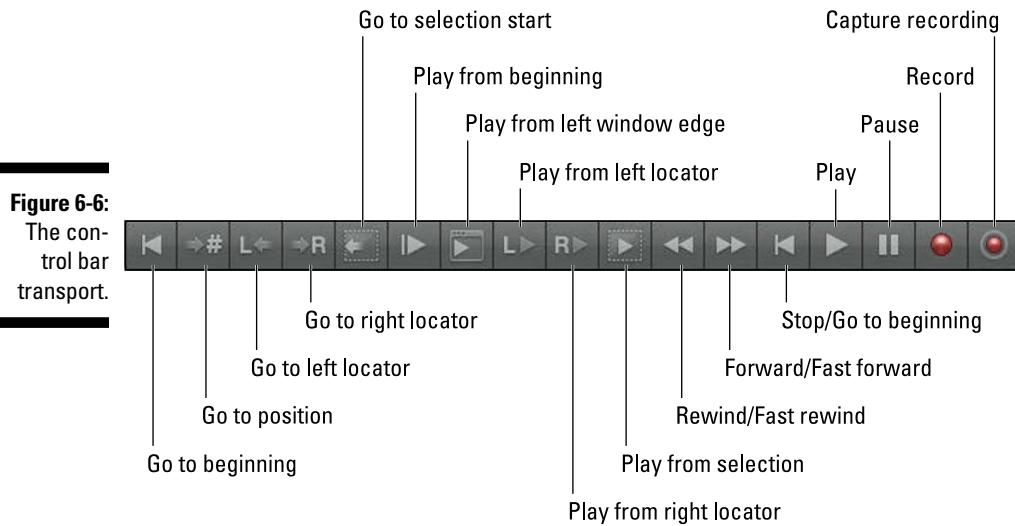 Go to selection start
Capture recording
Play from beginning
Record
Play from left window edge
Pause
Play from left locator
Play
Figure 6-6:
The con-
trol bar
transport.
#
L
R
L
R
Go to right locator
Stop/Go to beginning
Go to left locator
Forward/Fast forward
Go to position
Rewind/Fast rewind
Go to beginning
Play from selection
Play from right locator